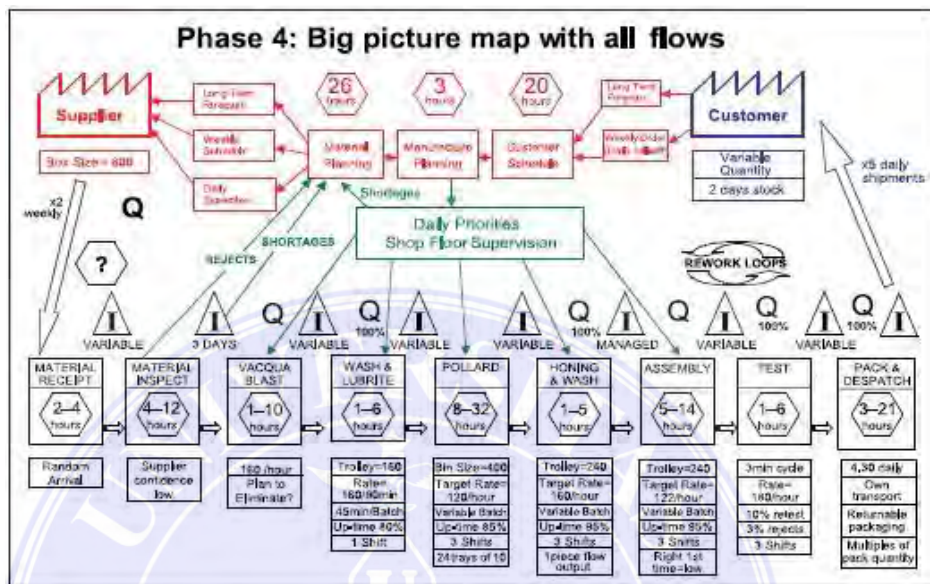 Phase 4: Big picture map with all flows
26
hours
3
hours
20
hours
Supplier
Bin Size = 600
Long Term
Forecast
Weekly
Schedule
Daily
Schedule
Material
Planning
Manufacture
Planning
Customer
Schedule
Long Term
Forecast
Weekly Order
Customer
Variable
Quantity
2 days stock
x5 daily
shipments
x2
weekly
Q
?
REJECTS
SHORTAGES
Shortages
Daily Priorities
Shop Floor Supervision
REWORK LOOPS
I
VARIABLE
I
3 DAYS
Q
I
VARIABLE
Q
100%
I
VARIABLE
I
VARIABLE
Q
100%
I
MANAGED
Q
I
VARIABLE
Q
100%
I
VARIABLE
Q
100%
I
MATERIAL
RECEIPT
2–4
hours
MATERIAL
INSPECT
4–12
hours
VACQUA
BLAST
1–10
hours
WASH &
LUBRITE
1–6
hours
POLLARD
8–32
hours
HONING
& WASH
1–5
hours
ASSEMBLY
5–14
hours
TEST
1–6
hours
PACK &
DESPATCH
3–21
hours
Random
Arrival
Supplier
confidence
low
160 /hour
Plan to
Eliminate?
Trolley=160
Rate=
160/90min
45min/Batch
Up-time 80%
1 Shift
Bin Size=400
Target Rate=
120/hour
Variable Batch
Up-time 85%
3 Shifts
24trays of 10
Trolley=240
Target Rate=
160/hour
Variable Batch
Up-time 95%
3 Shifts
1piece flow
output
Trolley=240
Target Rate=
122/hour
Variable Batch
Up-time 95%
3 Shifts
Right 1st
time=low
3min cycle
Rate=
180/hour
10% retest
3% rejects
3 Shifts
4.30 daily
Own
transport
Returnable
packaging
Multiples of
pack quantity